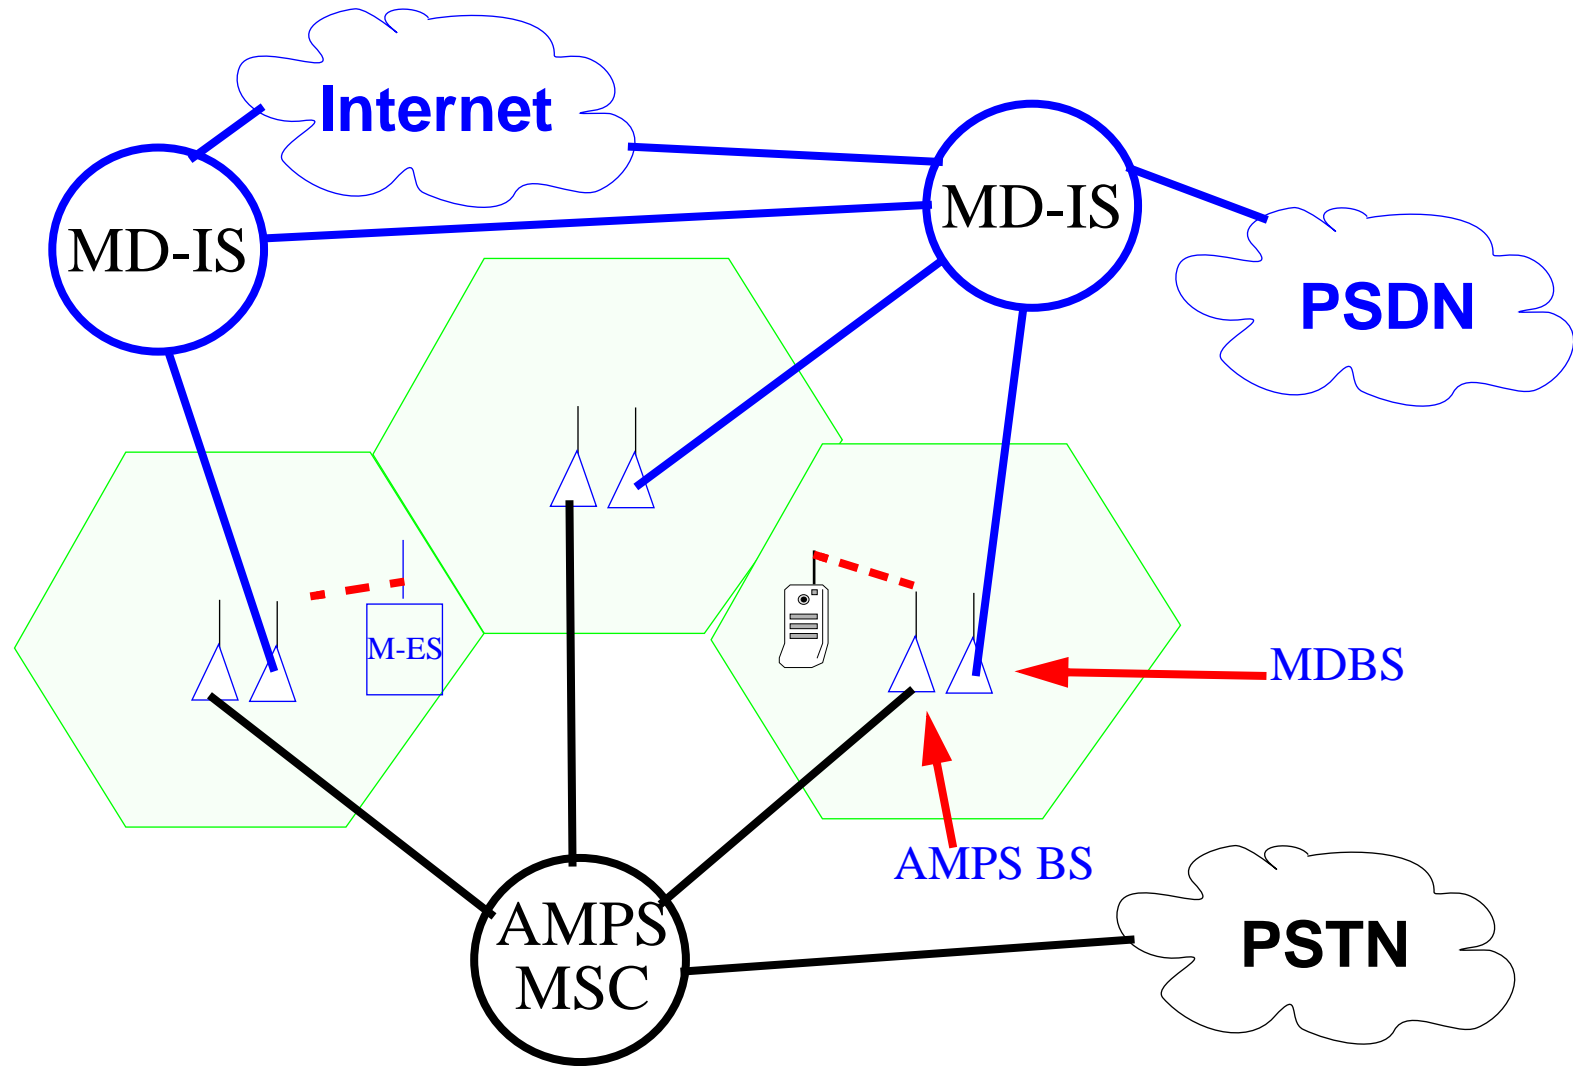 Internet
MD-IS
MD-IS
PSDN
M-ES
MDBS
AMPS BS
AMPS
MSC
PSTN